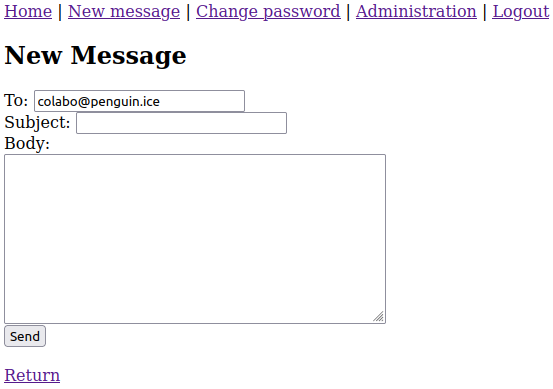 Home | New message | Change password | Administration | Logout
New Message
To: colabo@penguin.ice
Subject:
Body:
Send
Return